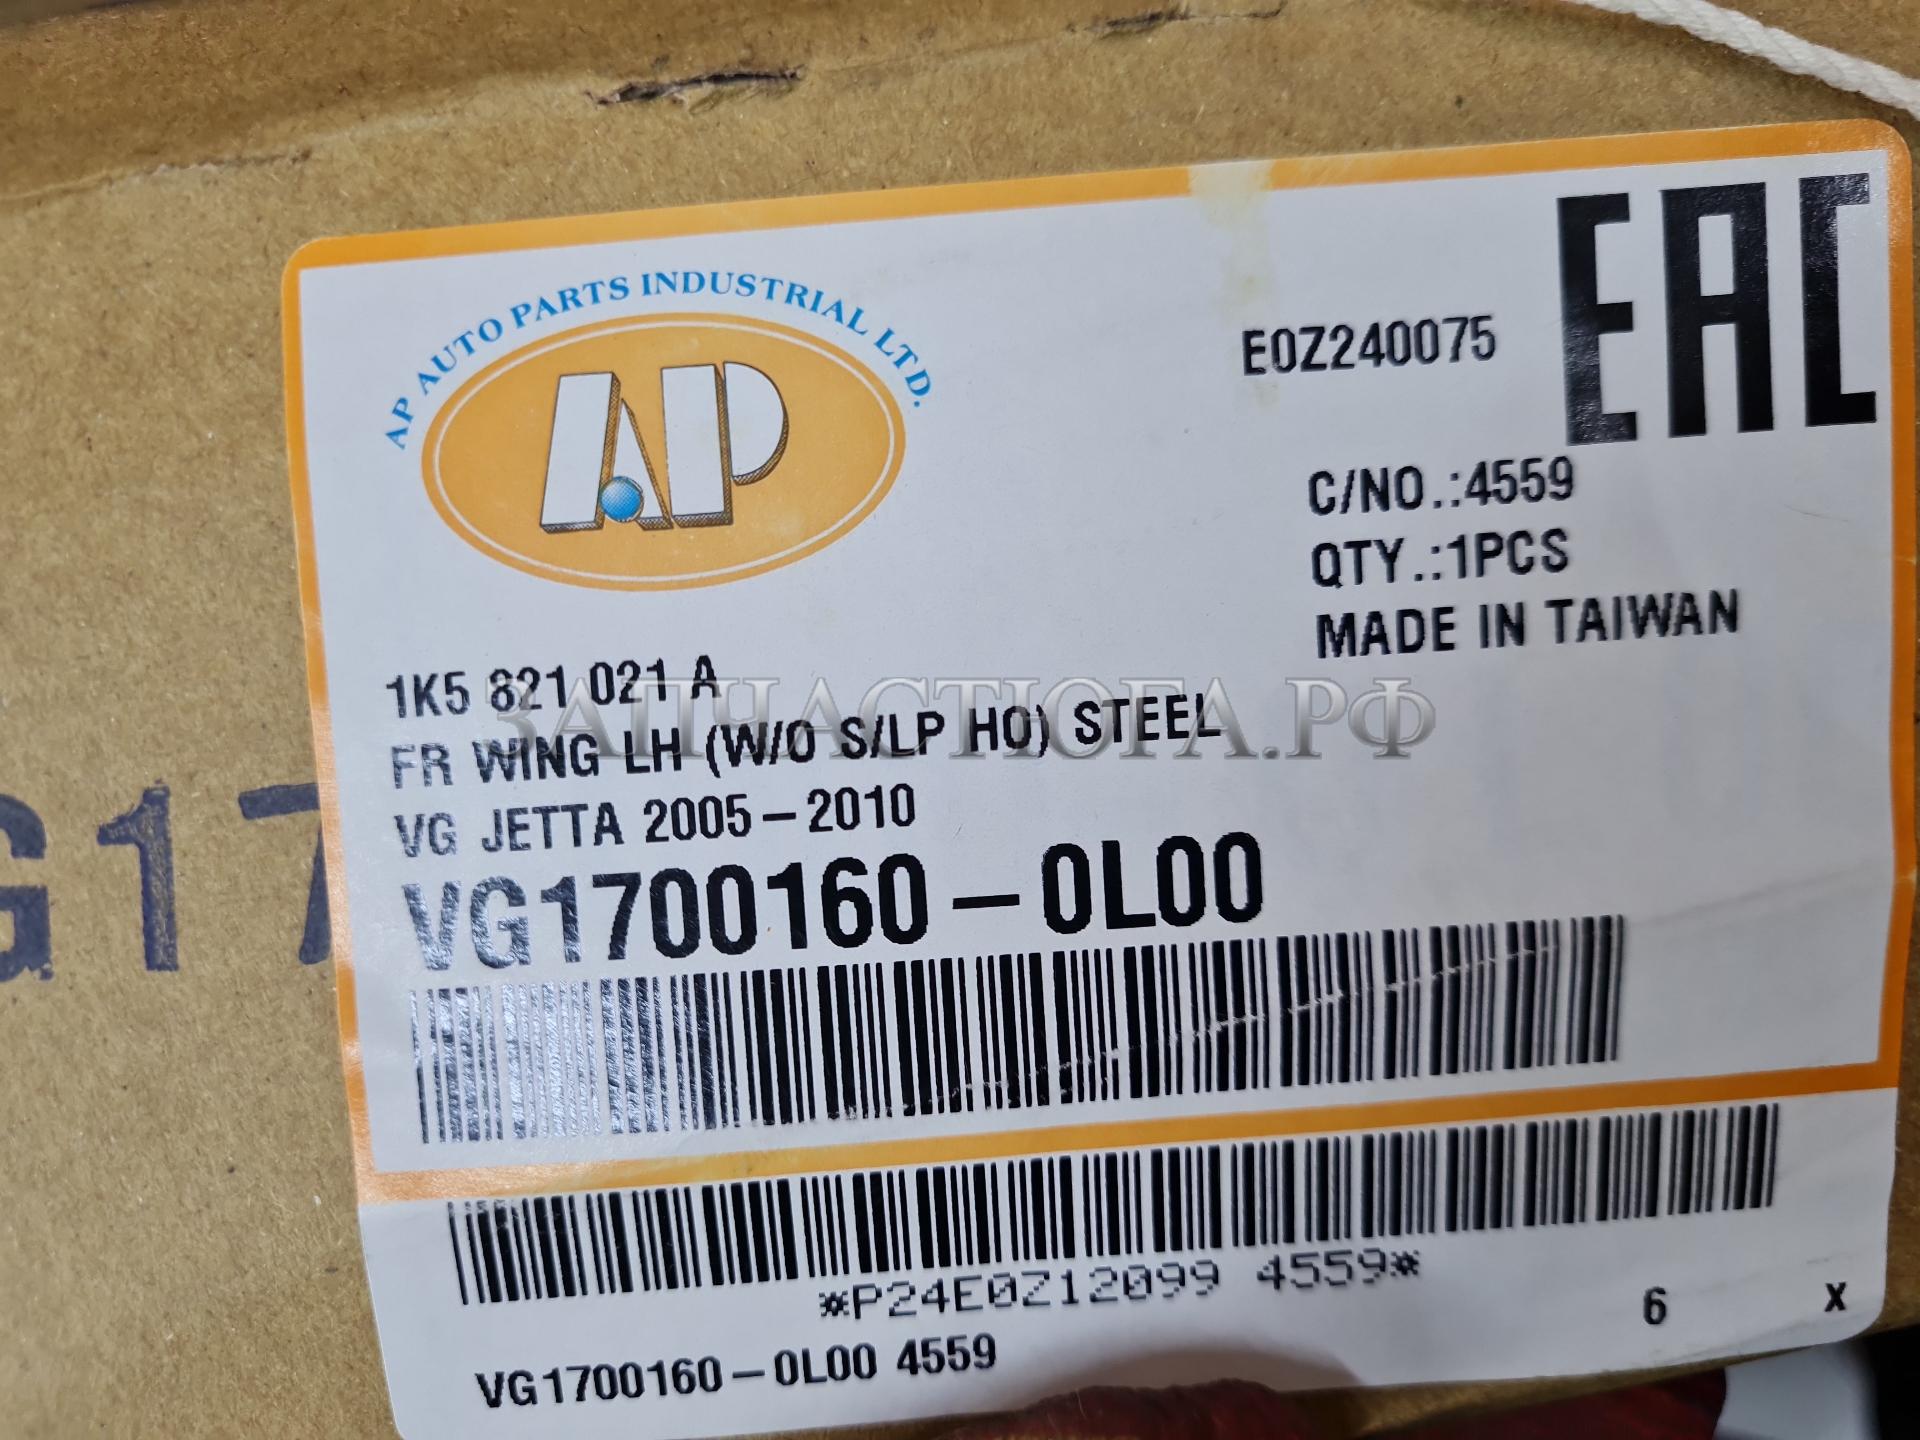 AP AUTO PARTS INDUSTRIAL LTD.
AP
E0Z240075
EAC
C/NO.:4559
QTY.:1PCS
MADE IN TAIWAN
1K5 821 021 A
ЗАПЧАСТЮГА.РФ
FR WING LH (W/O S/LP HO) STEEL
VG JETTA 2005-2010
VG1700160-0L00
G17
*P24E0Z12099 4559*
6 X
VG1700160-0L00 4559